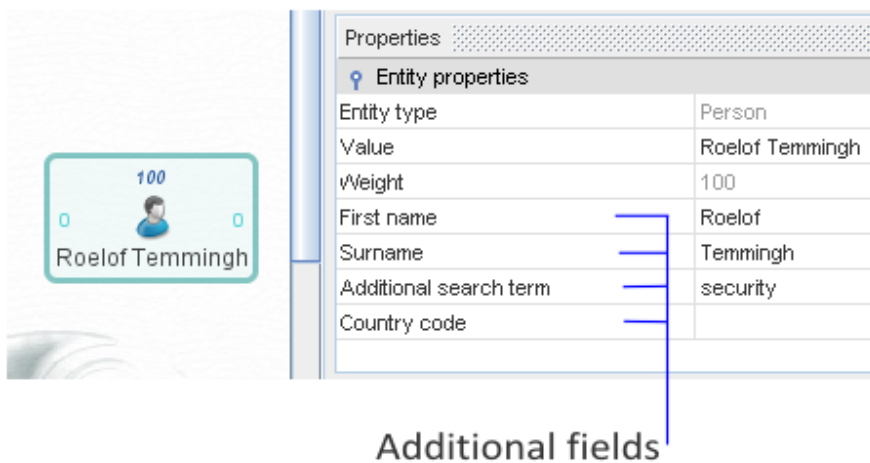 Properties
Entity properties
Entity type Person
Value Roelof Temmingh
Weight 100
First name Roelof
Surname Temmingh
Additional search term security
Country code
100
0 0
Roelof Temmingh
Additional fields